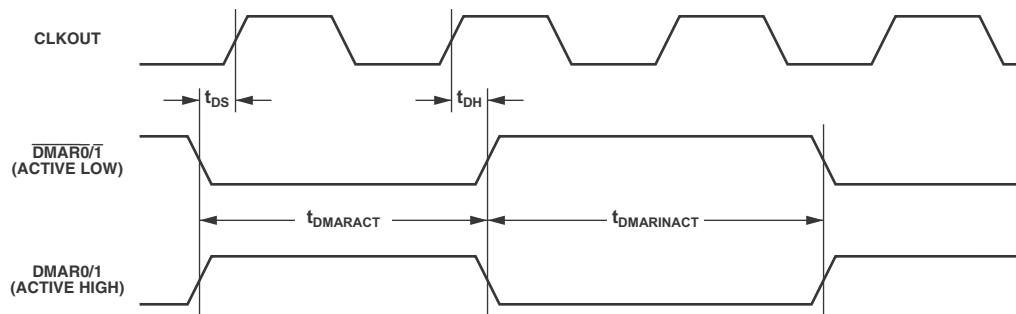 CLKOUT
tDS
tDH
DMAR0/1
(ACTIVE LOW)
tDMARACT
tDMARINACT
DMAR0/1
(ACTIVE HIGH)